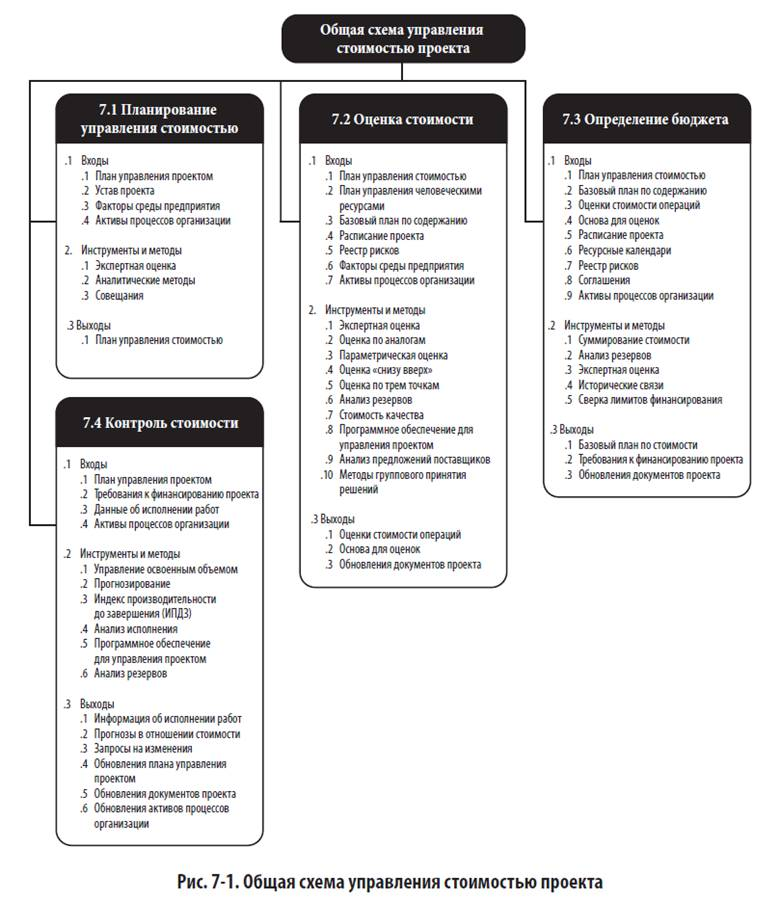 Общая схема управления
стоимостью проекта
7.1 Планирование
управления стоимостью
.1 Входы
.1 План управления проектом
.2 Устав проекта
.3 Факторы среды предприятия
.4 Активы процессов организации
2. Инструменты и методы
.1 Экспертная оценка
.2 Аналитические методы
.3 Совещания
.3 Выходы
.1 План управления стоимостью
7.2 Оценка стоимости
.1 Входы
.1 План управления стоимостью
.2 План управления человеческими
ресурсами
.3 Базовый план по содержанию
.4 Расписание проекта
.5 Реестр рисков
.6 Факторы среды предприятия
.7 Активы процессов организации
2. Инструменты и методы
.1 Экспертная оценка
.2 Оценка по аналогам
.3 Параметрическая оценка
.4 Оценка «снизу вверх»
.5 Оценка по трем точкам
.6 Анализ резервов
.7 Стоимость качества
.8 Программное обеспечение для
управления проектом
.9 Анализ предложений поставщиков
.10 Методы группового принятия
решений
.3 Выходы
.1 Оценки стоимости операций
.2 Основа для оценок
.3 Обновления документов проекта
7.3 Определение бюджета
.1 Входы
.1 План управления стоимостью
.2 Базовый план по содержанию
.3 Оценки стоимости операций
.4 Основа для оценок
.5 Расписание проекта
.6 Ресурсные календари
.7 Реестр рисков
.8 Соглашения
.9 Активы процессов организации
.2 Инструменты и методы
.1 Суммирование стоимости
.2 Анализ резервов
.3 Экспертная оценка
.4 Исторические связи
.5 Сверка лимитов финансирования
.3 Выходы
.1 Базовый план по стоимости
.2 Требования к финансированию проекта
.3 Обновления документов проекта
7.4 Контроль стоимости
.1 Входы
.1 План управления проектом
.2 Требования к финансированию проекта
.3 Данные об исполнении работ
.4 Активы процессов организации
.2 Инструменты и методы
.1 Управление освоенным объемом
.2 Прогнозирование
.3 Индекс производительности
до завершения (ИПДЗ)
.4 Анализ исполнения
.5 Программное обеспечение
для управления проектом
.6 Анализ резервов
.3 Выходы
.1 Информация об исполнении работ
.2 Прогнозы в отношении стоимости
.3 Запросы на изменения
.4 Обновления плана управления
проектом
.5 Обновления документов проекта
.6 Обновления активов процессов
организации
Рис. 7-1. Общая схема управления стоимостью проекта